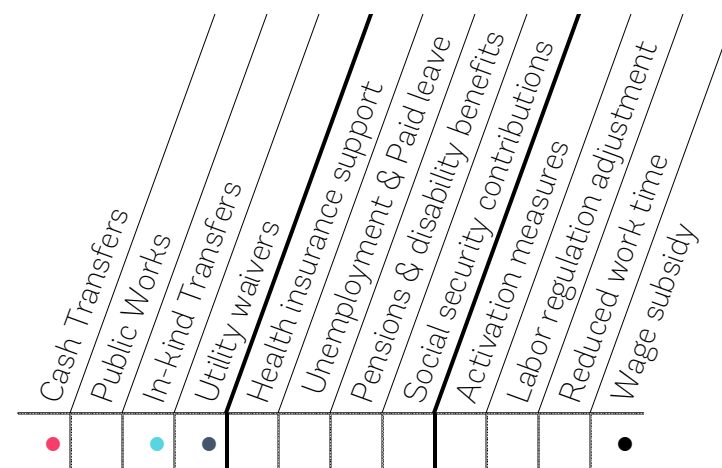 Cash Transfers
Public Works
In-kind Transfers
Utility waivers
Health insurance support
Unemployment & Paid leave
Pensions & disability benefits
Social security contributions
Activation measures
Labor regulation adjustment
Reduced work time
Wage subsidy